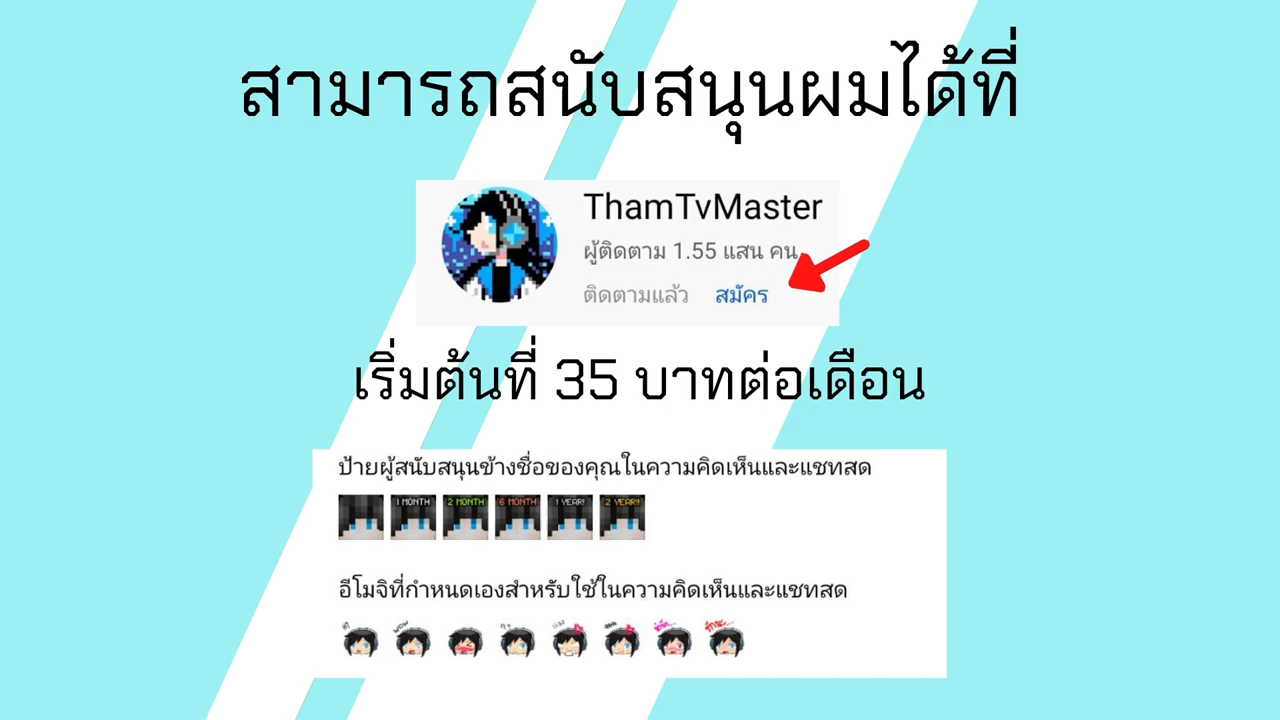 สามารถสนับสนุนผมได้ที่
ThamTvMaster
ผู้ติดตาม 1.55 แสน คน
ติดตามแล้ว สมัคร
เริ่มต้นที่ 35 บาทต่อเดือน
ป้ายผู้สนับสนุนข้างชื่อของคุณในความคิดเห็นและแชทสด
1 MONTH 2 MONTH 6 MONTH 1 YEAR! 2 YEAR!!
อีโมจิที่กำหนดเองสำหรับใช้ในความคิดเห็นและแชทสด